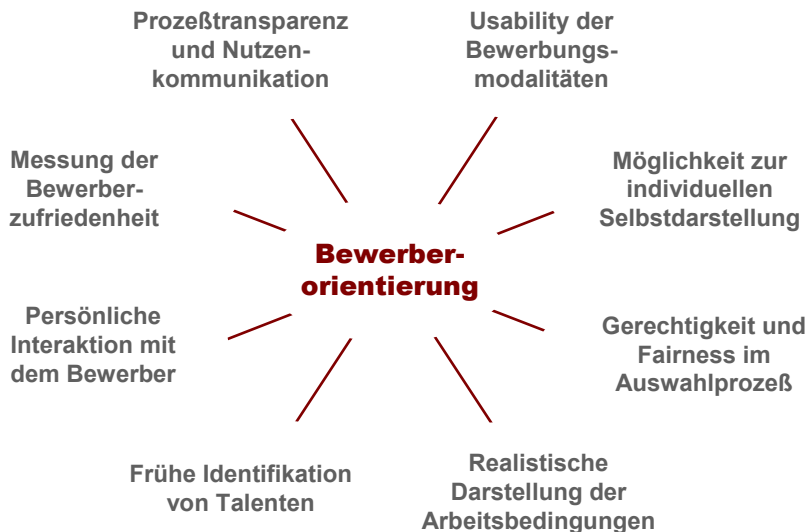 Prozeßtransparenz
und Nutzen-
kommunikation
Usability der
Bewerbungs-
modalitäten
Messung der
Bewerber-
zufriedenheit
Möglichkeit zur
individuellen
Selbstdarstellung
Bewerber-
orientierung
Persönliche
Interaktion mit
dem Bewerber
Gerechtigkeit und
Fairness im
Auswahlprozeß
Frühe Identifikation
von Talenten
Realistische
Darstellung der
Arbeitsbedingungen